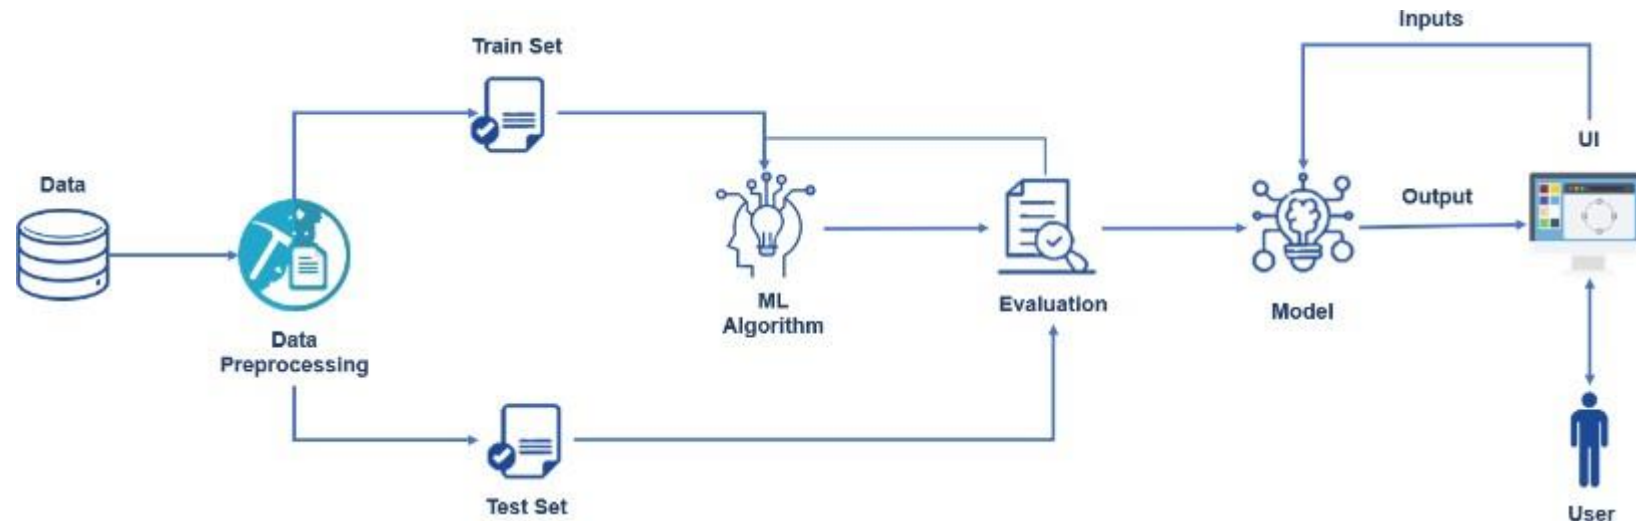 Inputs
Train Set
UI
Data
Output
ML
Algorithm
Evaluation
Model
Data
Preprocessing
Test Set
User